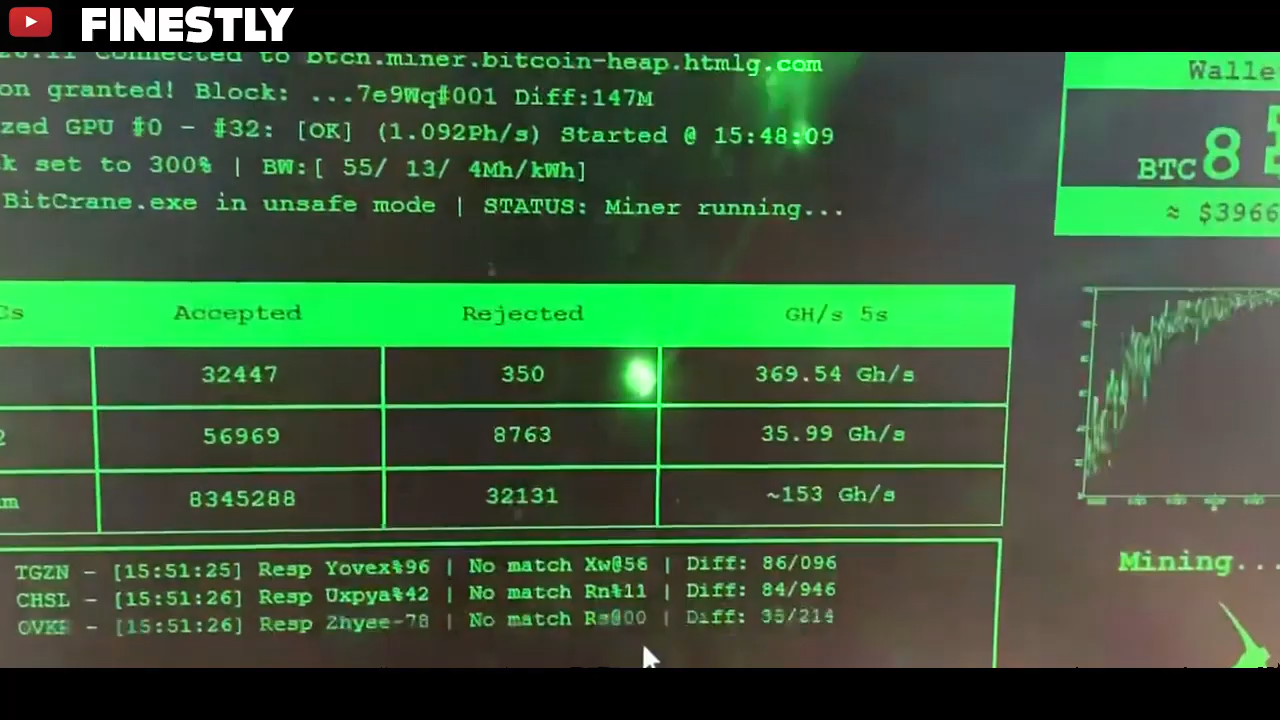 FINESTLY
Connected to btcn.miner.bitcoin-heap.htmlg.com
on granted! Block: ...7e9Wq#001 Diff:147M
zed GPU #0 - #32: [OK] (1.092Ph/s) Started @ 15:48:09
k set to 300% | BW:[ 55/ 13/ 4Mh/kWh]
BitCrane.exe in unsafe mode | STATUS: Miner running...
Walle
BTC 8
≈ $3966
Cs Accepted Rejected GH/s 5s
32447 350 369.54 Gh/s
2 56969 8763 35.99 Gh/s
m 8345288 32131 ~153 Gh/s
TGZN - [15:51:25] Resp Yovex%96 | No match Xw@56 | Diff: 86/096
CHSL - [15:51:26] Resp Uxpya%42 | No match Rn%11 | Diff: 84/946
- [15:51:26] Resp Zhyee-78 | No match | Diff: 35/214
Mining...